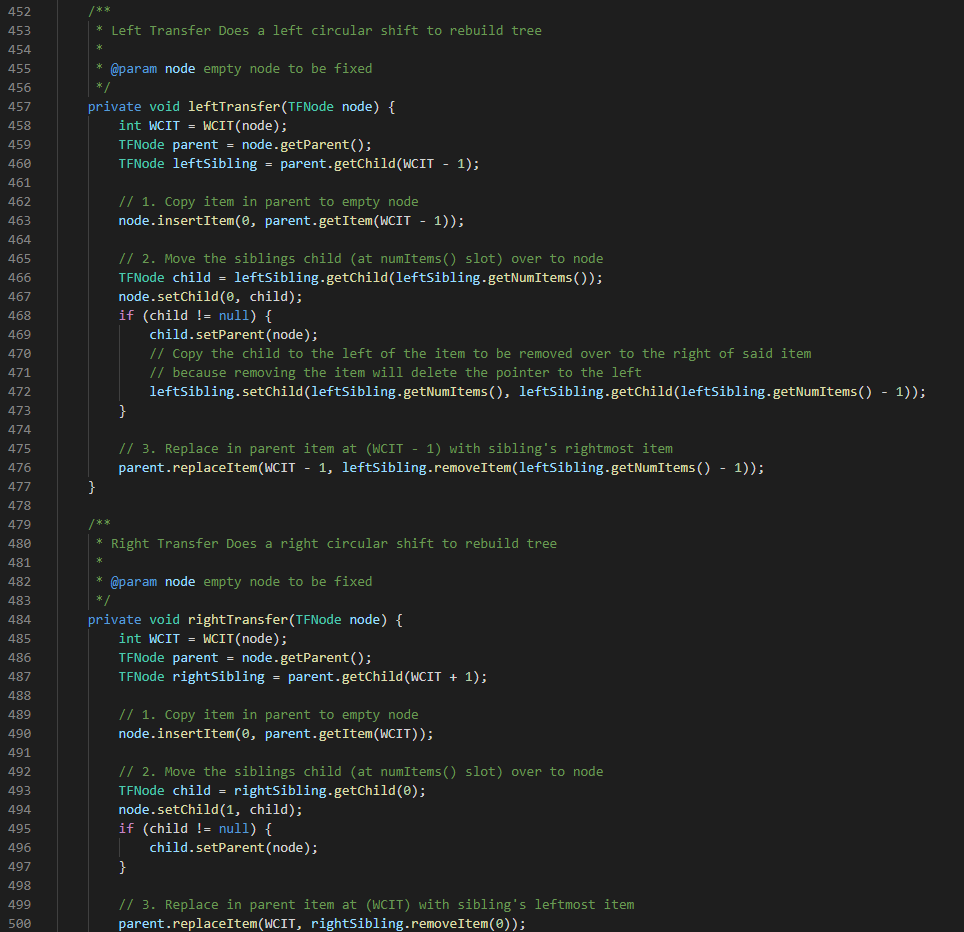 452 /**
453 * Left Transfer Does a left circular shift to rebuild tree
454 *
455 * @param node empty node to be fixed
456 */
457 private void leftTransfer(TFNode node) {
458 int WCIT = WCIT(node);
459 TFNode parent = node.getParent();
460 TFNode leftSibling = parent.getChild(WCIT - 1);
461
462 // 1. Copy item in parent to empty node
463 node.insertItem(0, parent.getItem(WCIT - 1));
464
465 // 2. Move the siblings child (at numItems() slot) over to node
466 TFNode child = leftSibling.getChild(leftSibling.getNumItems());
467 node.setChild(0, child);
468 if (child != null) {
469 child.setParent(node);
470 // Copy the child to the left of the item to be removed over to the right of said item
471 // because removing the item will delete the pointer to the left
472 leftSibling.setChild(leftSibling.getNumItems(), leftSibling.getChild(leftSibling.getNumItems() - 1));
473 }
474
475 // 3. Replace in parent item at (WCIT - 1) with sibling's rightmost item
476 parent.replaceItem(WCIT - 1, leftSibling.removeItem(leftSibling.getNumItems() - 1));
477 }
478
479 /**
480 * Right Transfer Does a right circular shift to rebuild tree
481 *
482 * @param node empty node to be fixed
483 */
484 private void rightTransfer(TFNode node) {
485 int WCIT = WCIT(node);
486 TFNode parent = node.getParent();
487 TFNode rightSibling = parent.getChild(WCIT + 1);
488
489 // 1. Copy item in parent to empty node
490 node.insertItem(0, parent.getItem(WCIT));
491
492 // 2. Move the siblings child (at numItems() slot) over to node
493 TFNode child = rightSibling.getChild(0);
494 node.setChild(1, child);
495 if (child != null) {
496 child.setParent(node);
497 }
498
499 // 3. Replace in parent item at (WCIT) with sibling's leftmost item
500 parent.replaceItem(WCIT, rightSibling.removeItem(0));